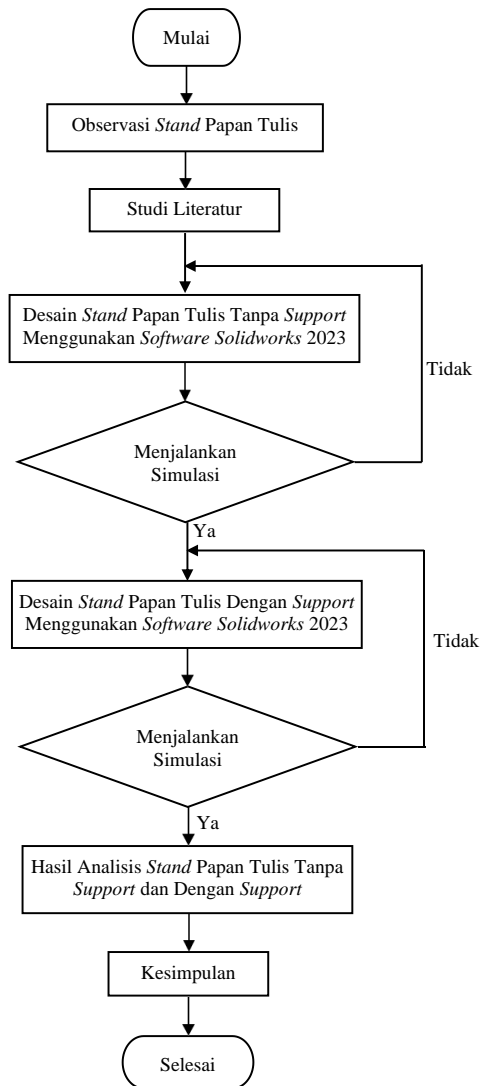 Mulai
Observasi Stand Papan Tulis
Studi Literatur
Desain Stand Papan Tulis Tanpa Support
Menggunakan Software Solidworks 2023
Tidak
Menjalankan
Simulasi
Ya
Desain Stand Papan Tulis Dengan Support
Menggunakan Software Solidworks 2023
Tidak
Menjalankan
Simulasi
Ya
Hasil Analisis Stand Papan Tulis Tanpa
Support dan Dengan Support
Kesimpulan
Selesai